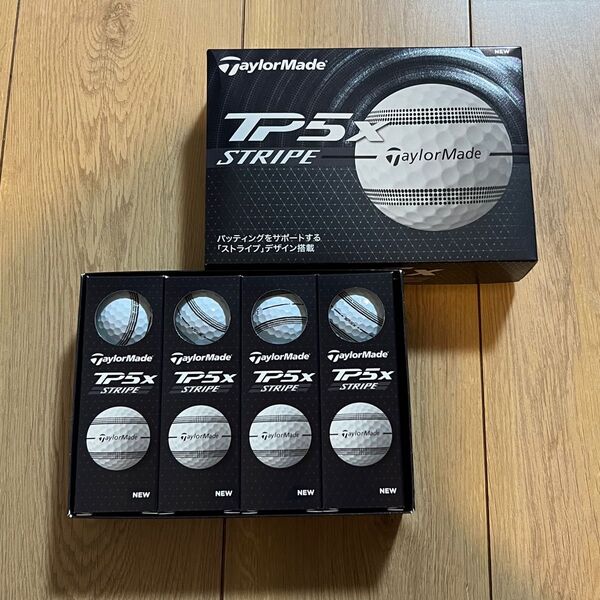 TaylorMade
NEW
TP5x
STRIPE
TaylorMade
パッティングをサポートする
「ストライプ」デザイン搭載
TaylorMade TaylorMade TaylorMade TaylorMade
TP5x TP5x TP5x TP5x
STRIPE STRIPE STRIPE STRIPE
TaylorMade TaylorMade TaylorMade TaylorMade
NEW NEW NEW NEW